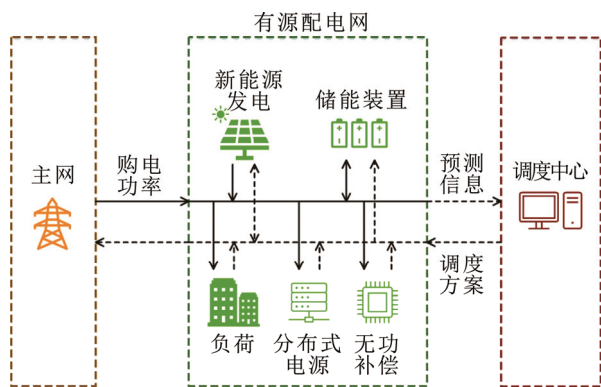 有源配电网
新能源
发电
储能装置
主网
购电
功率
预测
信息
调度中心
调度
方案
负荷
分布式
电源
无功
补偿